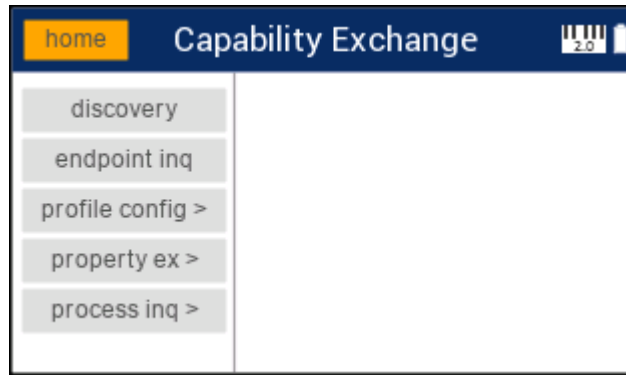 home
Capability Exchange
2.0
discovery
endpoint inq
profile config >
property ex >
process inq >